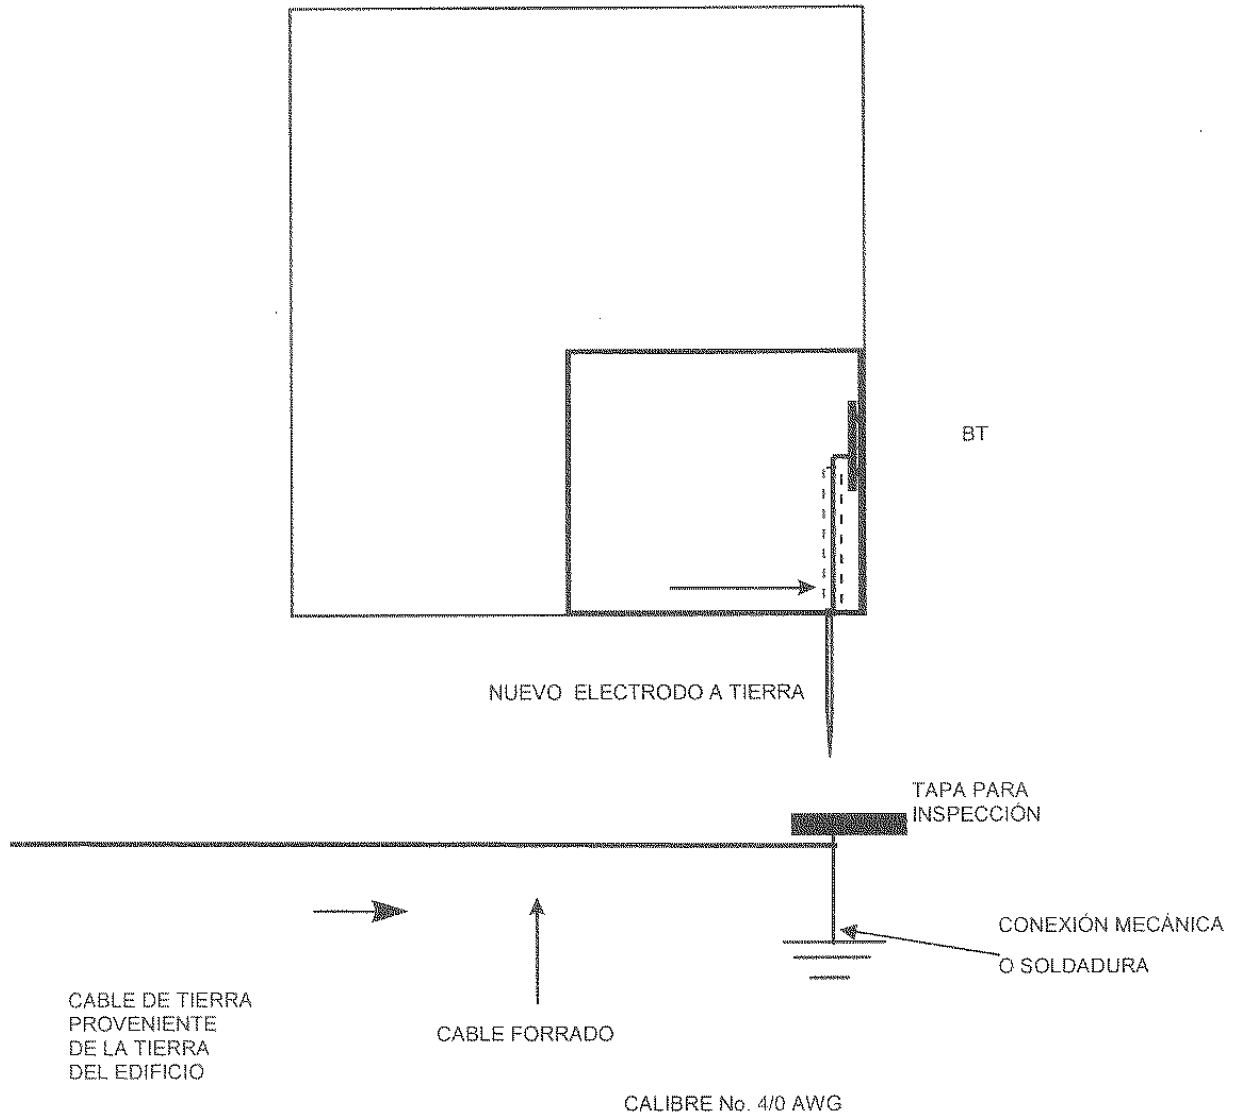 BT
NUEVO ELECTRODO A TIERRA
TAPA PARA
INSPECCIÓN
CONEXIÓN MECÁNICA
O SOLDADURA
CABLE DE TIERRA
PROVENIENTE
DE LA TIERRA
DEL EDIFICIO
CABLE FORRADO
CALIBRE No. 4/0 AWG